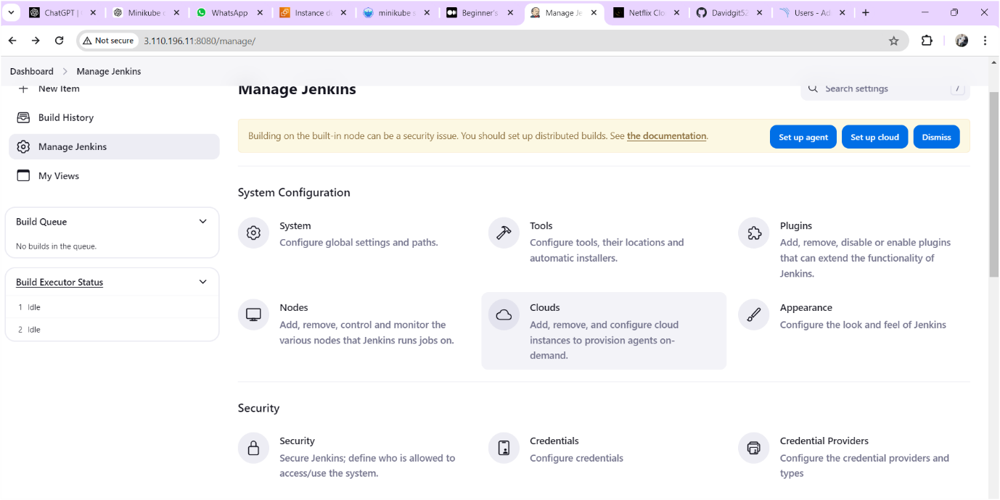 ChatGPT |
Minikube
WhatsApp
Instance d
minikube s
Beginner's
Manage Je
Netflix Clo
Davidgit52
Users - Ad
Not secure
3.110.196.11:8080/manage/
Dashboard
Manage Jenkins
New Item
Build History
Manage Jenkins
My Views
Build Queue
No builds in the queue.
Build Executor Status
1 Idle
2 Idle
Manage Jenkins
Search settings
/
Building on the built-in node can be a security issue. You should set up distributed builds. See the documentation.
Set up agent
Set up cloud
Dismiss
System Configuration
System
Configure global settings and paths.
Tools
Configure tools, their locations and
automatic installers.
Plugins
Add, remove, disable or enable plugins
that can extend the functionality of
Jenkins.
Nodes
Add, remove, control and monitor the
various nodes that Jenkins runs jobs on.
Clouds
Add, remove, and configure cloud
instances to provision agents on-
demand.
Appearance
Configure the look and feel of Jenkins
Security
Security
Secure Jenkins; define who is allowed to
access/use the system.
Credentials
Configure credentials
Credential Providers
Configure the credential providers and
types